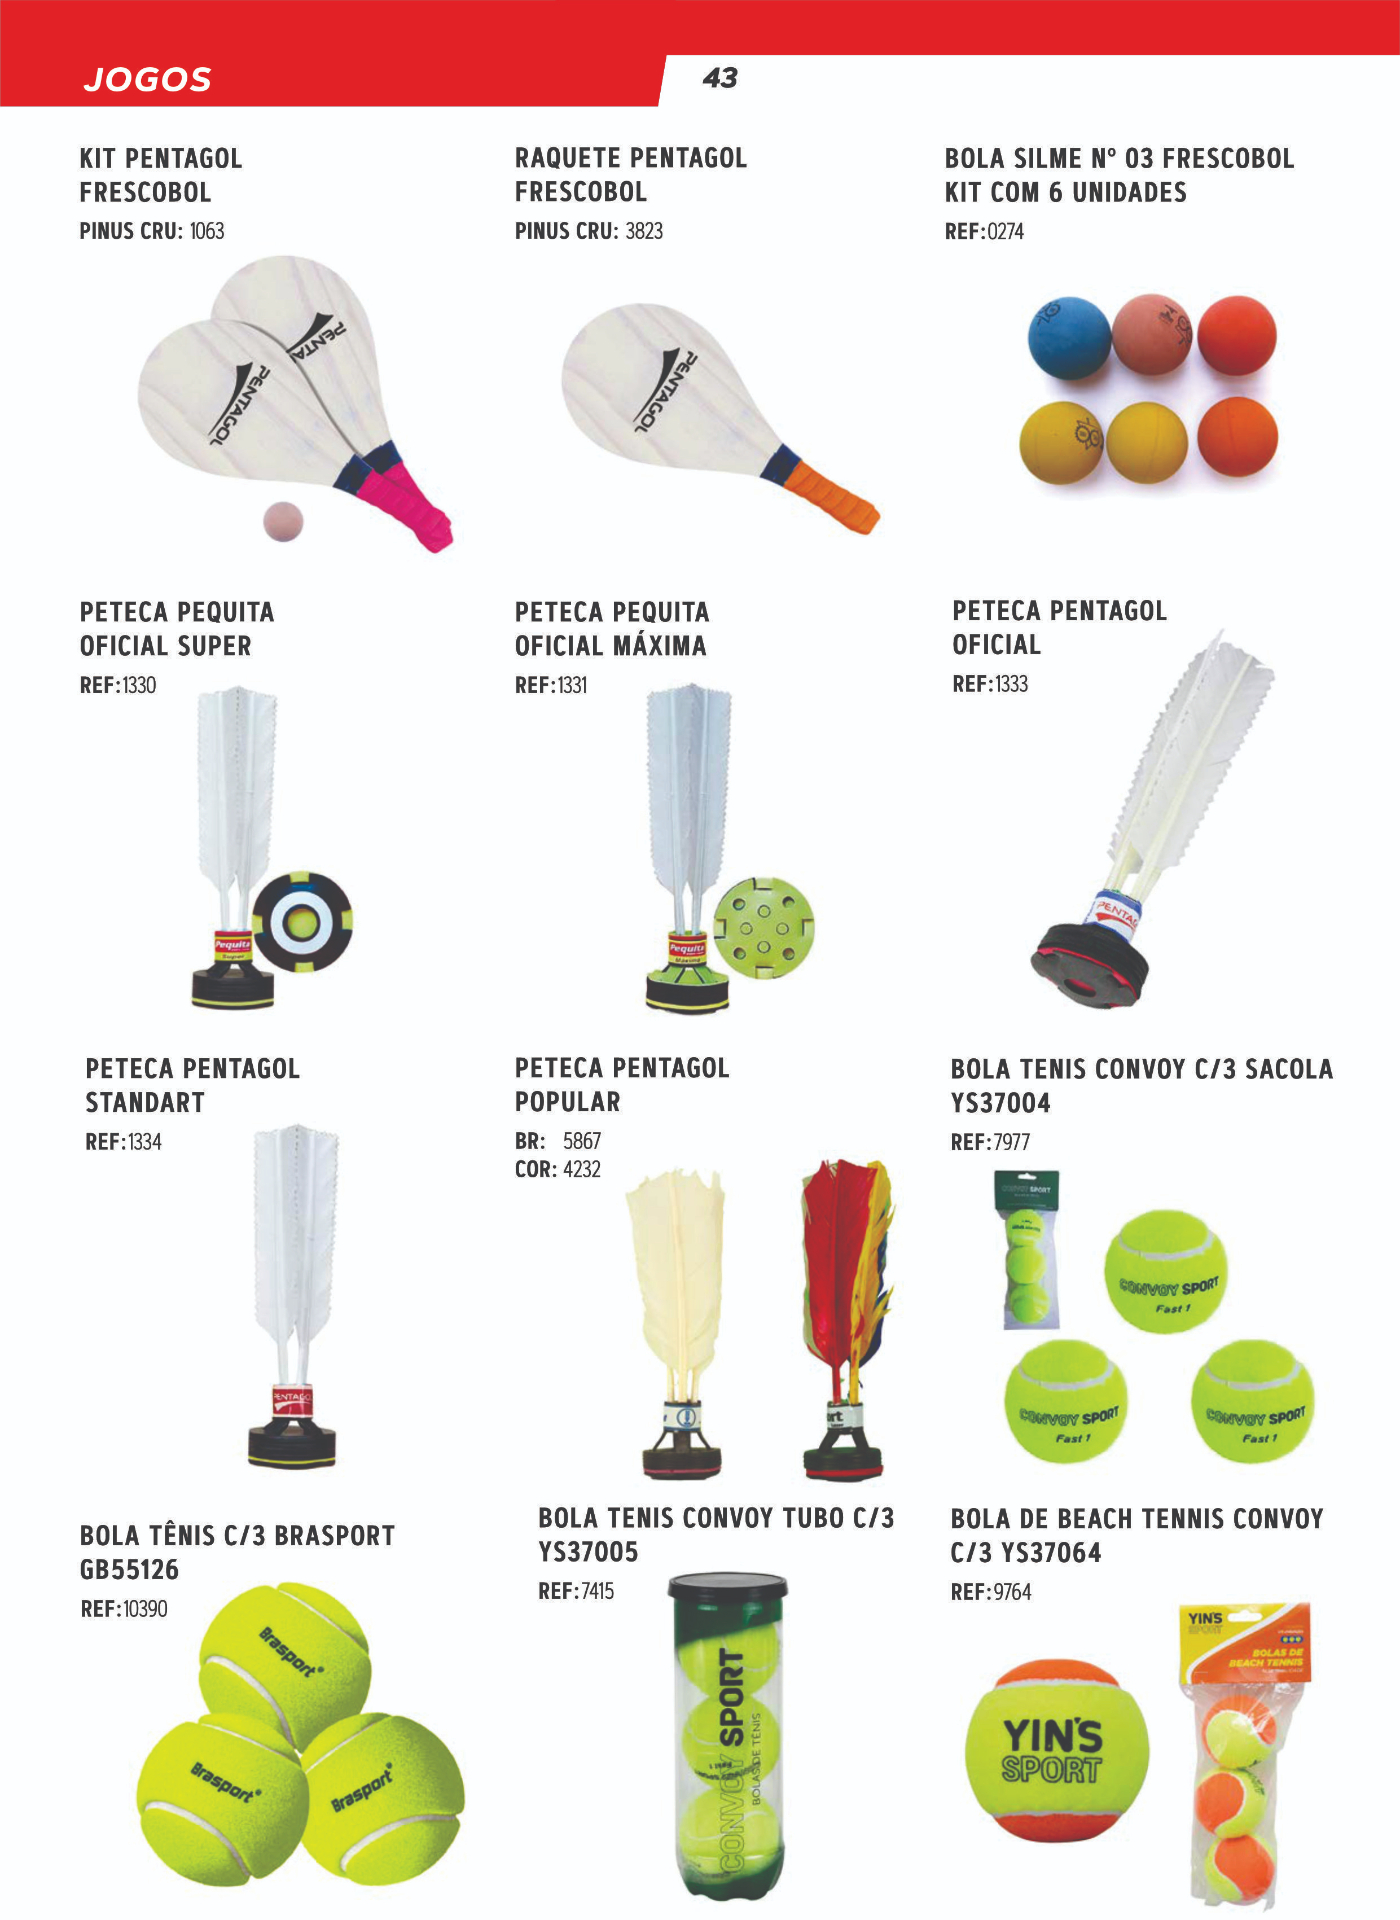 JOGOS
43
KIT PENTAGOL
FRESCOBOL
PINUS CRU: 1063
PENTA
PENTAGOL
RAQUETE PENTAGOL
FRESCOBOL
PINUS CRU: 3823
PENTAGOL
BOLA SILME Nº 03 FRESCOBOL
KIT COM 6 UNIDADES
REF:0274
PETECA PEQUITA
OFICIAL SUPER
REF:1330
Pequita
Super
PETECA PEQUITA
OFICIAL MÁXIMA
REF:1331
Pequita
Máxima
PETECA PENTAGOL
OFICIAL
REF:1333
PENTAG
PETECA PENTAGOL
STANDART
REF:1334
PENTAGO
PETECA PENTAGOL
POPULAR
BR: 5867
COR: 4232
ort
BOLA TENIS CONVOY C/3 SACOLA
YS37004
REF:7977
CONVOY SPORT
CONVOY SPORT
Fast 1
CONVOY SPORT
Fast 1
CONVOY SPORT
Fast 1
BOLA TÊNIS C/3 BRASPORT
GB55126
REF:10390
Brasport®
Brasport®
Brasport®
BOLA TENIS CONVOY TUBO C/3
YS37005
REF:7415
CONVOY SPORT
BOLAS DE TÊNIS
BOLA DE BEACH TENNIS CONVOY
C/3 YS37064
REF:9764
YIN'S
SPORT
YIN'S
SPORT
BOLAS DE
BEACH TENNIS